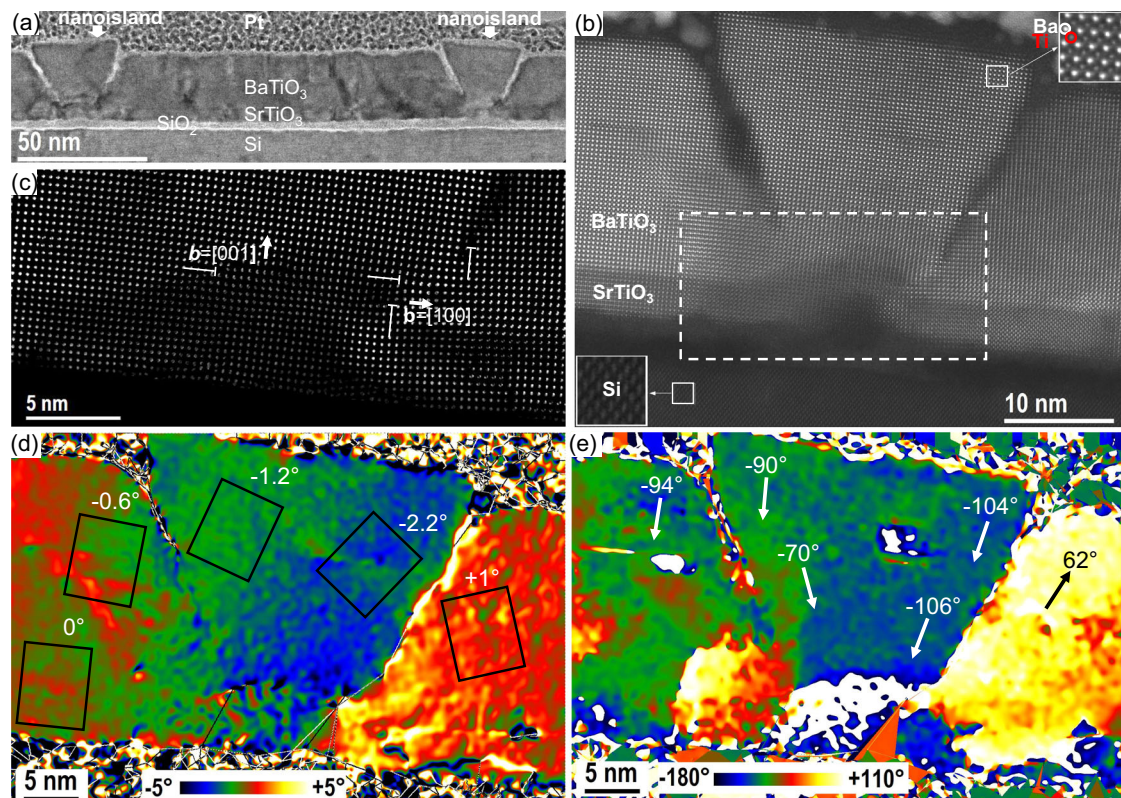 (a)
nanoisland
Pt
nanoisland
BaTiO₃
SrTiO₃
SiO₂
Si
50 nm
(b)
Ba
Ti
BaTiO₃
SrTiO₃
Si
10 nm
(c)
b=[001]
b=[100]
5 nm
(d)
-0.6°
-1.2°
-2.2°
+1°
0°
5 nm
-5°
+5°
(e)
-94°
-90°
-104°
-70°
62°
-106°
5 nm
-180°
+110°